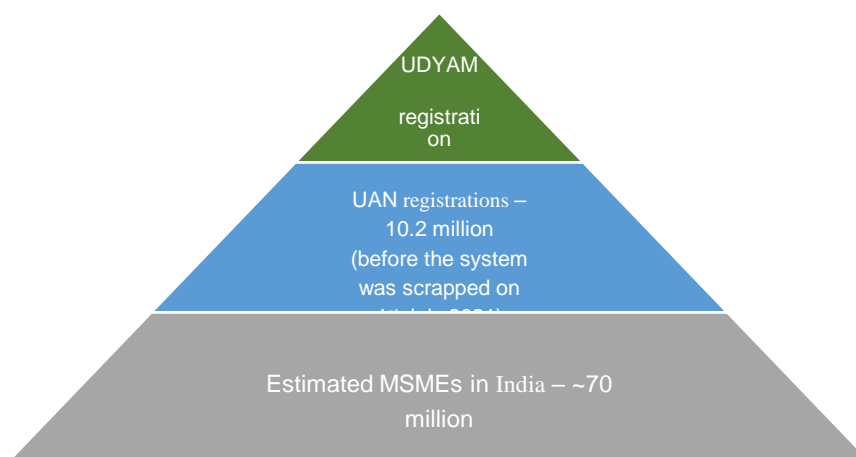 UDYAM
registrati
on
UAN registrations –
10.2 million
(before the system
was scrapped on
Estimated MSMEs in India – ~70
million